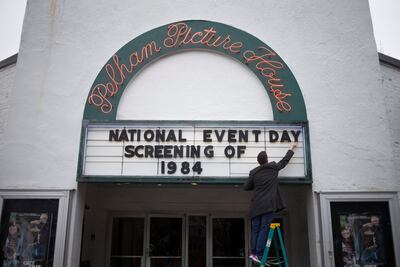 Pelham Picture House
NATIONAL EVENT DAY
SCREENING OF
1984